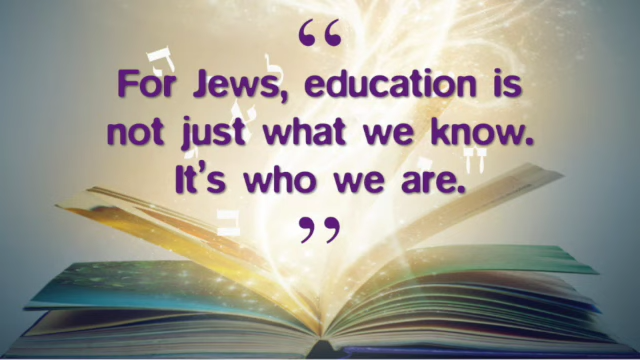 “
For Jews, education is
not just what we know.
It’s who we are.
”